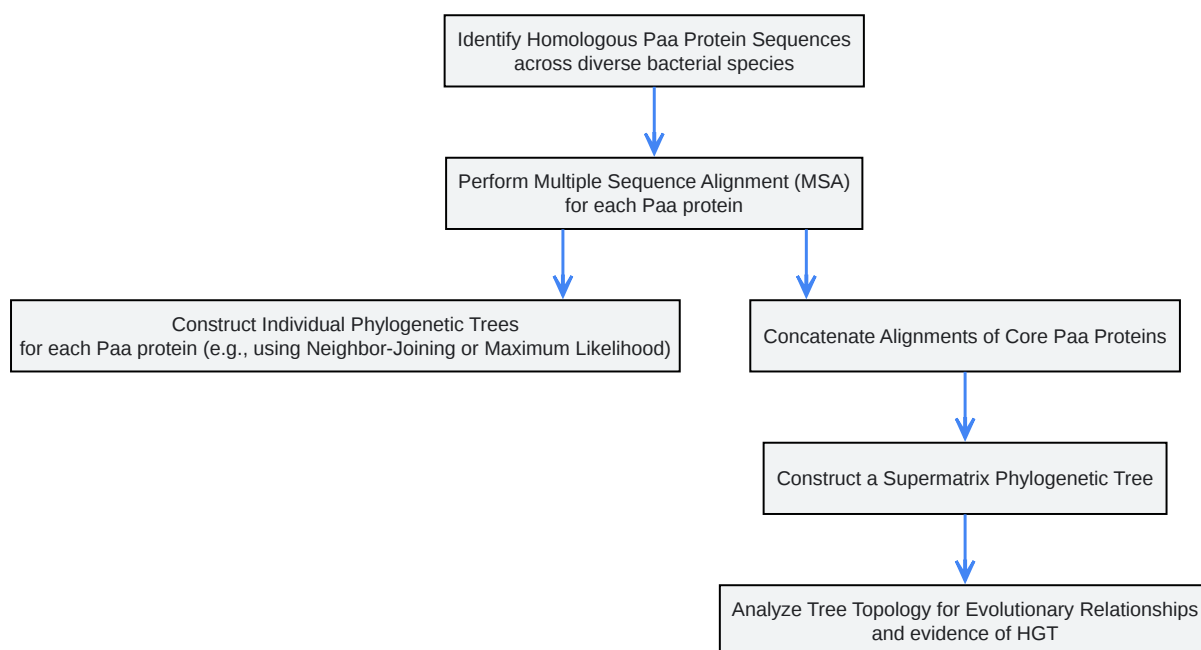 Identify Homologous Paa Protein Sequences
across diverse bacterial species
Perform Multiple Sequence Alignment (MSA)
for each Paa protein
Construct Individual Phylogenetic Trees
for each Paa protein (e.g., using Neighbor-Joining or Maximum Likelihood)
Concatenate Alignments of Core Paa Proteins
Construct a Supermatrix Phylogenetic Tree
Analyze Tree Topology for Evolutionary Relationships
and evidence of HGT